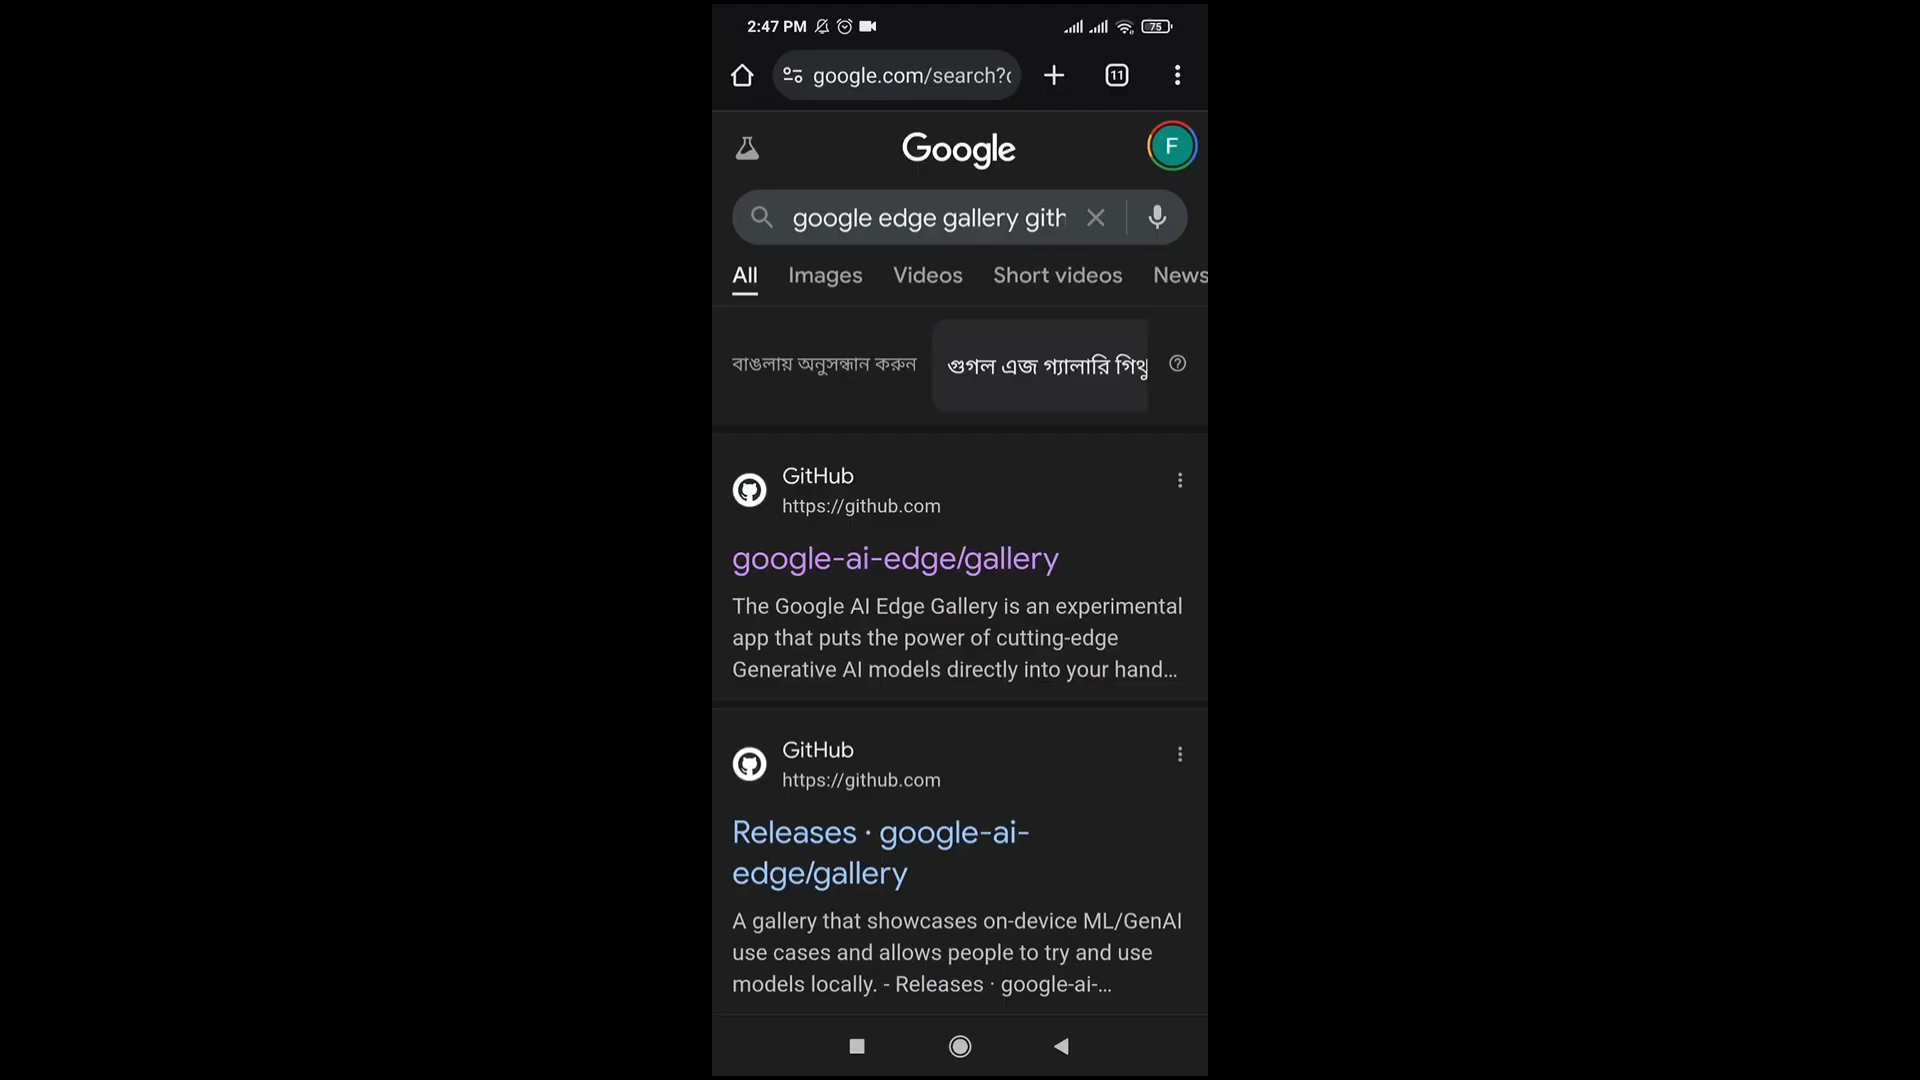 2:47 PM
75
google.com/search?
11
Google
F
google edge gallery gith
All Images Videos Short videos News
বাঙলায় অনুসন্ধান করুন
গুগল এজ গ্যালারি গিথু
GitHub
https://github.com
google-ai-edge/gallery
The Google AI Edge Gallery is an experimental
app that puts the power of cutting-edge
Generative AI models directly into your hand...
GitHub
https://github.com
Releases · google-ai-
edge/gallery
A gallery that showcases on-device ML/GenAI
use cases and allows people to try and use
models locally. - Releases · google-ai-...